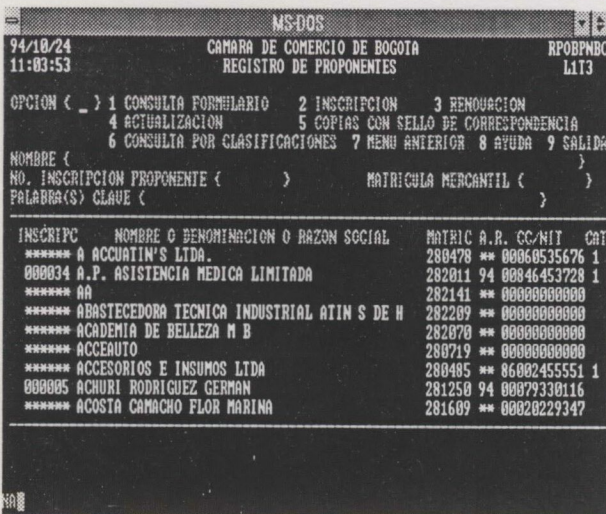 MS-DOS
94/10/24 CAMARA DE COMERCIO DE BOGOTA RPOBPNBC
11:03:53 REGISTRO DE PROPONENTES L1T3
OPCION ( _ ) 1 CONSULTA FORMULARIO 2 INSCRIPCION 3 RENOVACION
4 ACTUALIZACION 5 COPIAS CON SELLO DE CORRESPONDENCIA
6 CONSULTA POR CLASIFICACIONES 7 MENU ANTERIOR 8 AYUDA 9 SALIDA
NOMBRE ( )
NO. INSCRIPCION PROPONENTE ( ) MATRICULA MERCANTIL ( )
PALABRA(S) CLAVE ( )
INSCRIPC NOMBRE O DENOMINACION O RAZON SOCIAL MATRIC A.R. CC/NIT CAT
****** A ACCUATIN'S LTDA. 280478 ** 00060535676 1
000034 A.P. ASISTENCIA MEDICA LIMITADA 282011 94 00846453728 1
****** AA 282141 ** 00000000000
****** ABASTECEDORA TECNICA INDUSTRIAL ATIN S DE H 282209 ** 00000000000
****** ACADEMIA DE BELLEZA M B 282070 ** 00000000000
****** ACCEAUTO 280719 ** 00000000000
****** ACCESORIOS E INSUMOS LTDA 280485 ** 86002455551 1
000005 ACHURI RODRIGUEZ GERMAN 281250 94 00079330116
****** ACOSTA CAMACHO FLOR MARINA 281609 ** 00020229347
NA